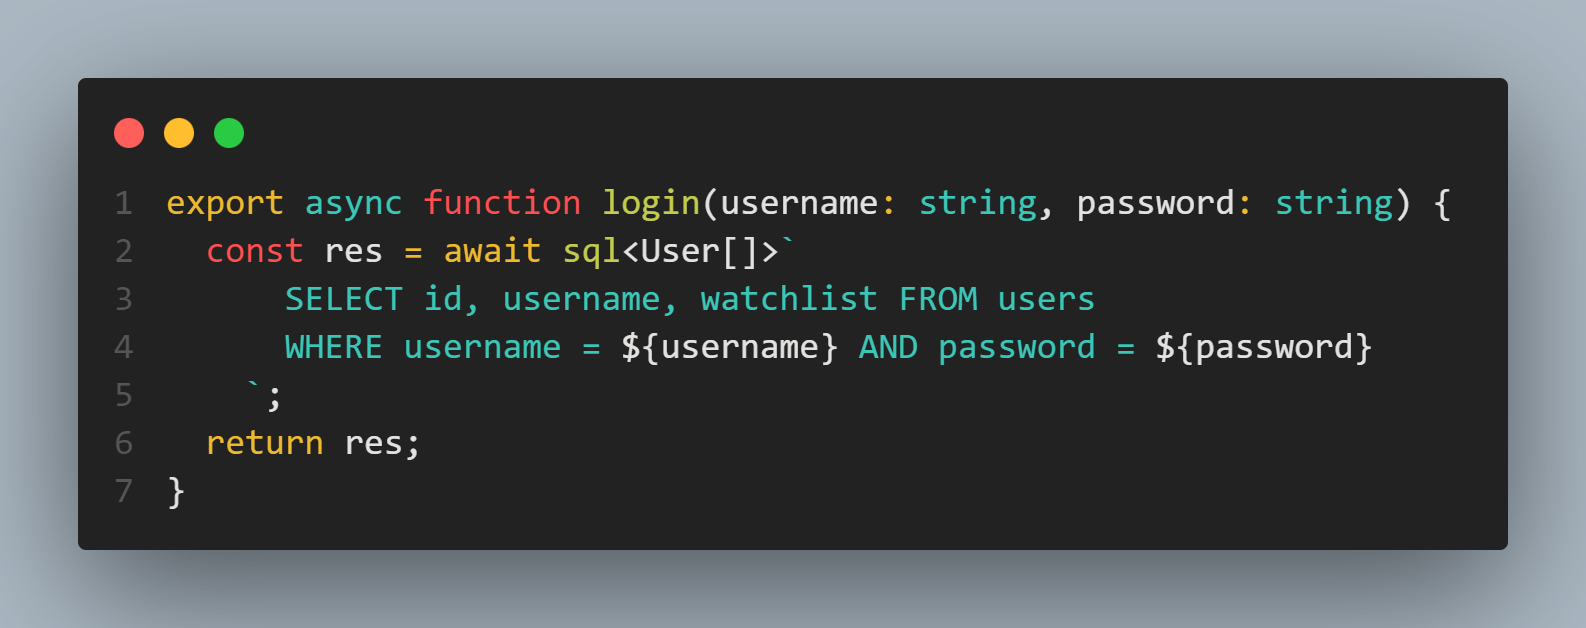 1 export async function login(username: string, password: string) {
2   const res = await sql<User[]>`
3       SELECT id, username, watchlist FROM users
4       WHERE username = ${username} AND password = ${password}
5     `;
6   return res;
7 }